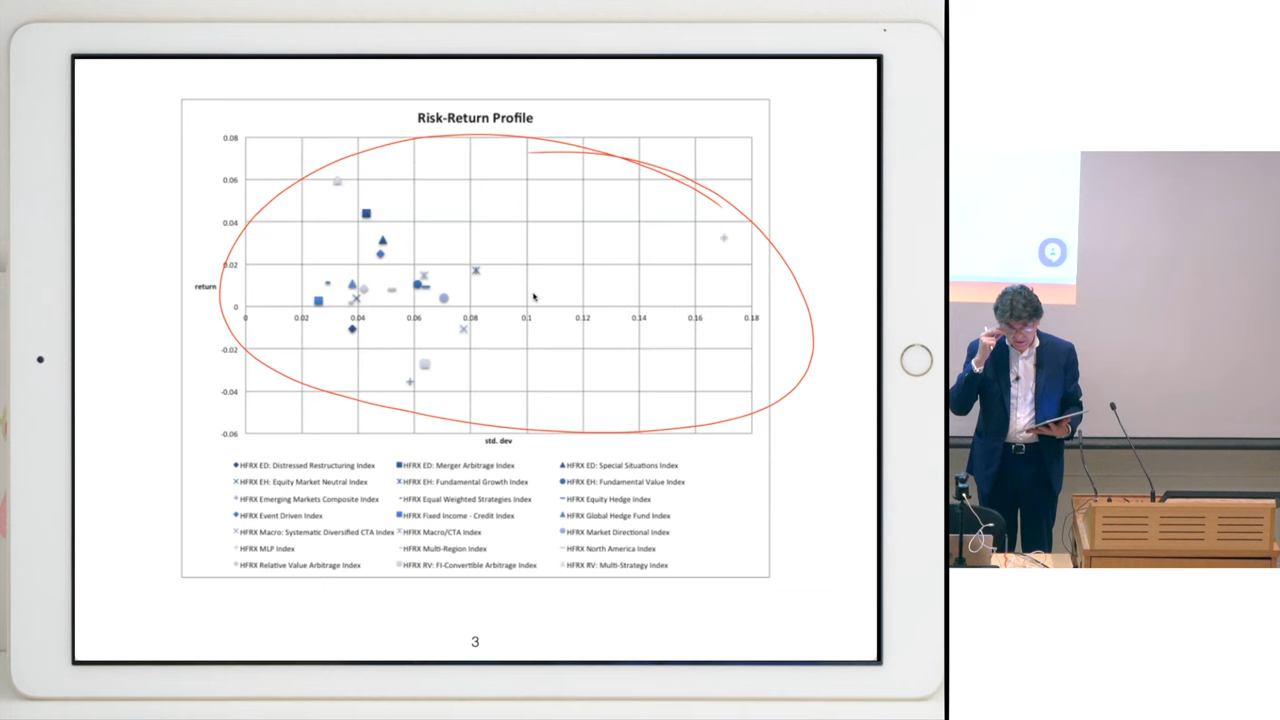 Risk-Return Profile
0.08
0.06
0.04
0.02
return
0
-0.02
-0.04
-0.06
0 0.02 0.04 0.06 0.08 0.1 0.12 0.14 0.16 0.18
std. dev
HFRX ED: Distressed Restructuring Index HFRX ED: Merger Arbitrage Index HFRX ED: Special Situations Index
HFRX EH: Equity Market Neutral Index HFRX EH: Fundamental Growth Index HFRX EH: Fundamental Value Index
HFRX Emerging Markets Composite Index HFRX Equal Weighted Strategies Index HFRX Equity Hedge Index
HFRX Event Driven Index HFRX Fixed Income - Credit Index HFRX Global Hedge Fund Index
HFRX Macro: Systematic Diversified CTA Index HFRX Macro/CTA Index HFRX Market Directional Index
HFRX MLP Index HFRX Multi-Region Index HFRX North America Index
HFRX Relative Value Arbitrage Index HFRX RV: FI-Convertible Arbitrage Index HFRX RV: Multi-Strategy Index
3